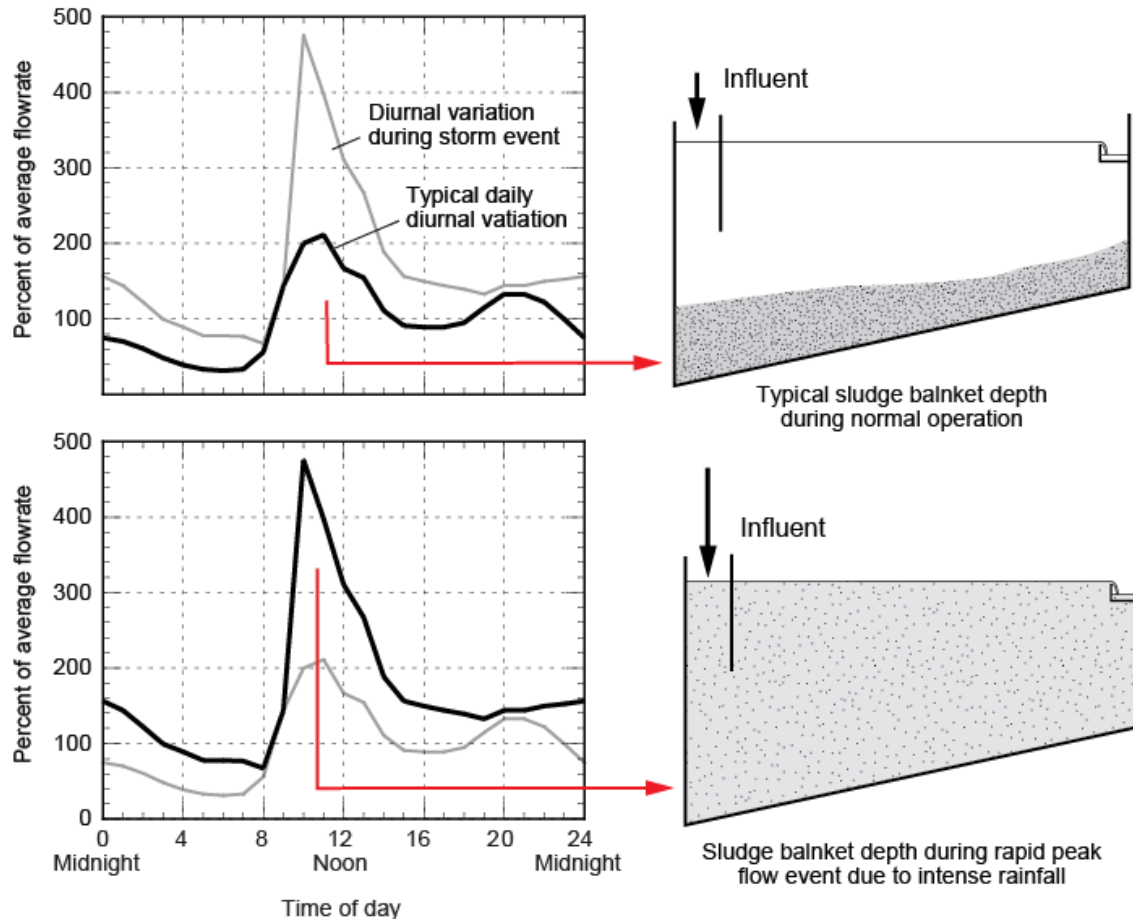 500
400
300
200
100
Percent of average flowrate
Diurnal variation
during storm event
Typical daily
diurnal vatiation
Influent
Typical sludge balnket depth
during normal operation
500
400
300
200
100
0
Percent of average flowrate
0
4
8
12
16
20
24
Midnight
Noon
Midnight
Time of day
Influent
Sludge balnket depth during rapid peak
flow event due to intense rainfall